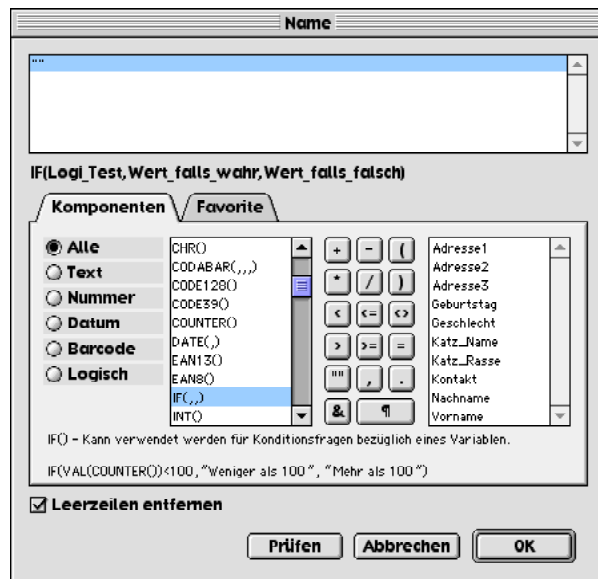 Name
""
IF(Logi_Test,Wert_falls_wahr,Wert_falls_falsch)
Komponenten
Favorite
Alle
Text
Nummer
Datum
Barcode
Logisch
CHR()
CODABAR(,,,)
CODE128()
CODE39()
COUNTER()
DATE(,)
EAN13()
EAN8()
IF(,,)
INT()
+ - (
* / )
< <= <>
> >= =
"" , .
& ¶
Adresse1
Adresse2
Adresse3
Geburtstag
Geschlecht
Katz_Name
Katz_Rasse
Kontakt
Nachname
Vorname
IF() - Kann verwendet werden für Konditionsfragen bezüglich eines Variablen.
IF(VAL(COUNTER())<100, "Weniger als 100", "Mehr als 100")
Leerzeilen entfernen
Prüfen Abbrechen OK